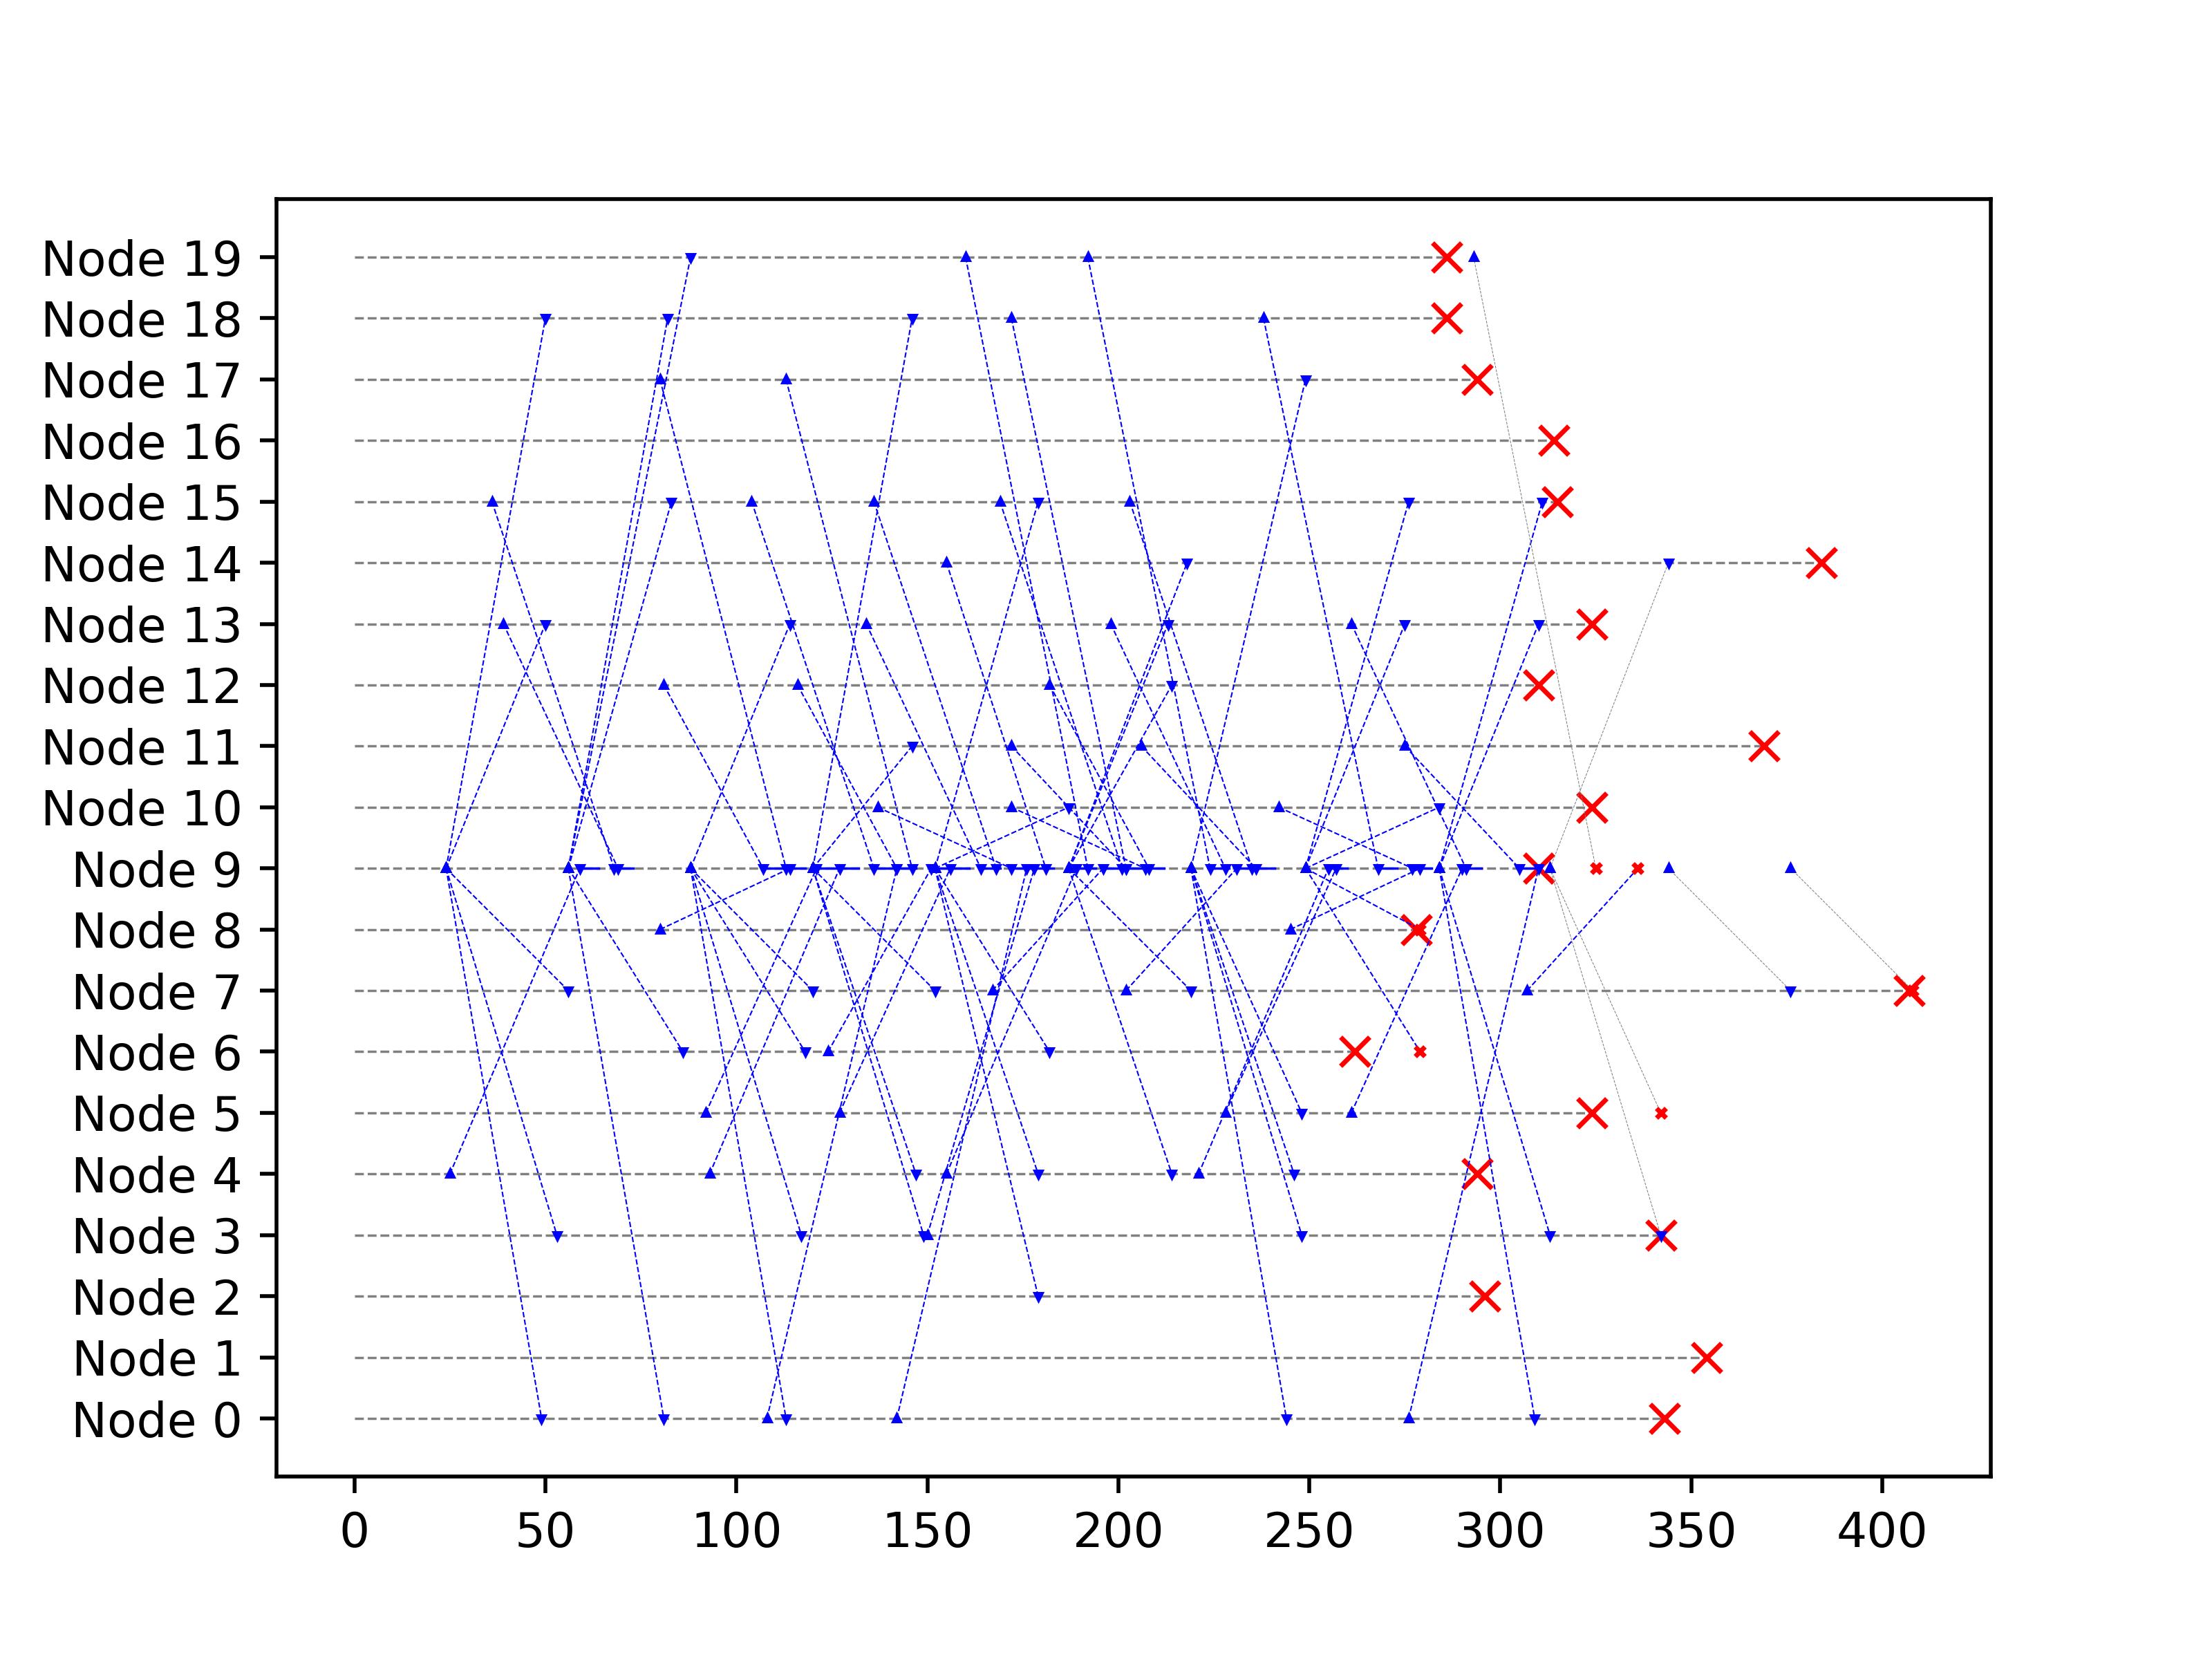 Node 19
Node 18
Node 17
Node 16
Node 15
Node 14
Node 13
Node 12
Node 11
Node 10
Node 9
Node 8
Node 7
Node 6
Node 5
Node 4
Node 3
Node 2
Node 1
Node 0
0 50 100 150 200 250 300 350 400